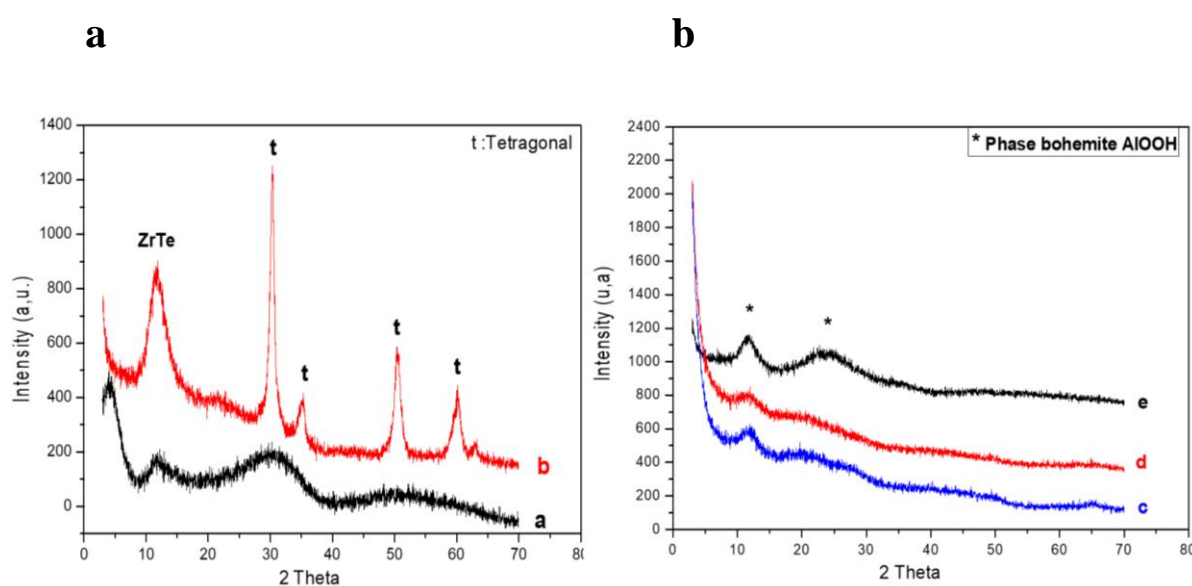 a
b
1400
1200
1000
800
600
400
200
0
Intensity (a,u.)
t :Tetragonal
ZrTe
t
t
t
t
b
a
0
10
20
30
40
50
60
70
80
2 Theta
2400
2200
2000
1800
1600
1400
1200
1000
800
600
400
200
0
Intensity (u,a)
* Phase bohemite AlOOH
*
*
e
d
c
0
10
20
30
40
50
60
70
80
2 Theta